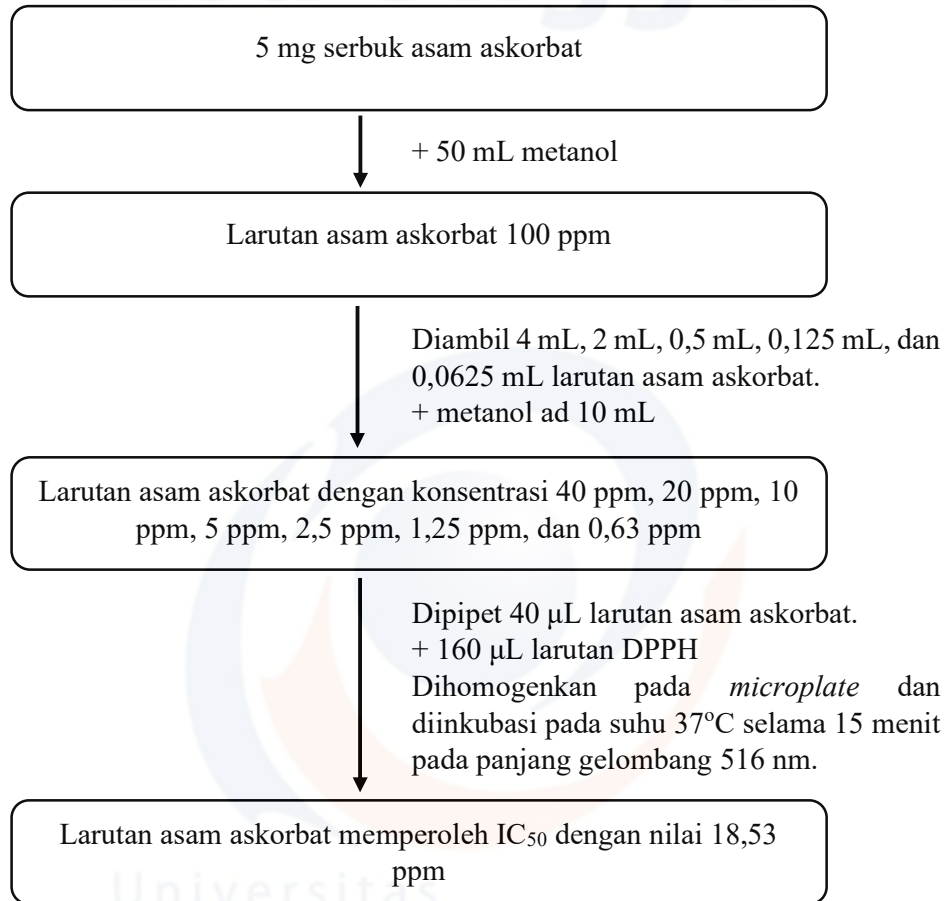 5 mg serbuk asam askorbat
+ 50 mL metanol
Larutan asam askorbat 100 ppm
Diambil 4 mL, 2 mL, 0,5 mL, 0,125 mL, dan
0,0625 mL larutan asam askorbat.
+ metanol ad 10 mL
Larutan asam askorbat dengan konsentrasi 40 ppm, 20 ppm, 10
ppm, 5 ppm, 2,5 ppm, 1,25 ppm, dan 0,63 ppm
Dipipet 40 μL larutan asam askorbat.
+ 160 μL larutan DPPH
Dihomogenkan pada microplate dan
diinkubasi pada suhu 37°C selama 15 menit
pada panjang gelombang 516 nm.
Larutan asam askorbat memperoleh IC₅₀ dengan nilai 18,53
ppm
Universitas